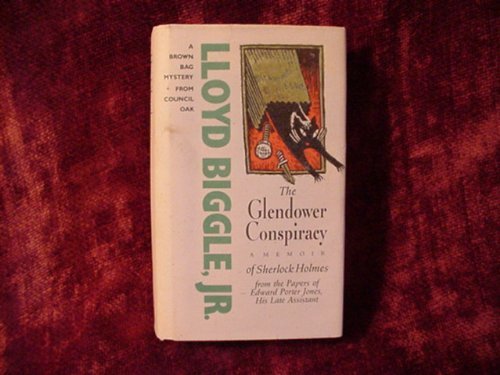 A
BROWN
BAG
MYSTERY
• FROM
COUNCIL
OAK
LLOYD BIGGLE, JR.
The
Glendower
Conspiracy
A MEMOIR
of Sherlock Holmes
from the Papers of
Edward Porter Jones,
His Late Assistant